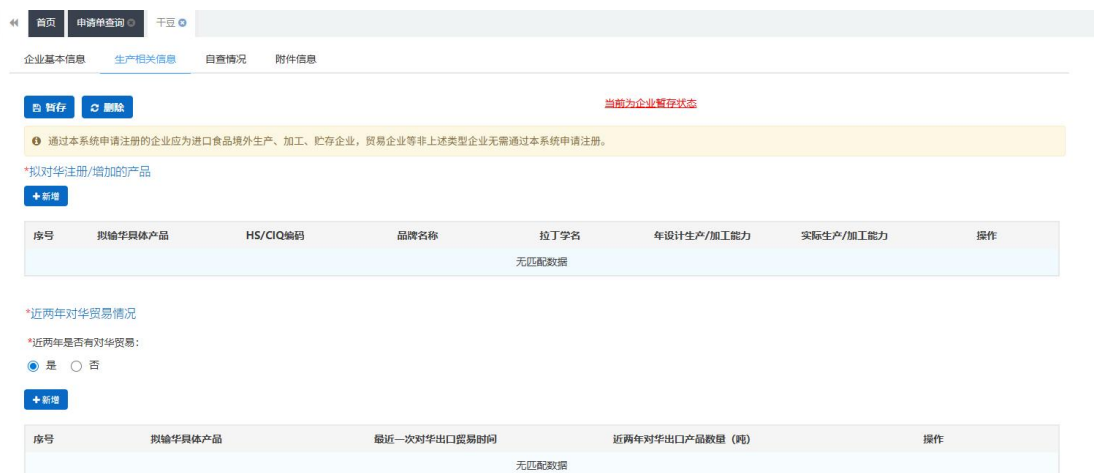 首页 申请单查询 干豆
企业基本信息 生产相关信息 自查情况 附件信息
暂存 删除 当前为企业暂存状态
通过本系统申请注册的企业应为进口食品境外生产、加工、贮存企业，贸易企业等非上述类型企业无需通过本系统申请注册。
*拟对华注册/增加的产品
+新增
序号 拟输华具体产品 HS/CIQ编码 品牌名称 拉丁学名 年设计生产/加工能力 实际生产/加工能力 操作
无匹配数据
*近两年对华贸易情况
*近两年是否有对华贸易：
是 否
+新增
序号 拟输华具体产品 最近一次对华出口贸易时间 近两年对华出口产品数量（吨） 操作
无匹配数据